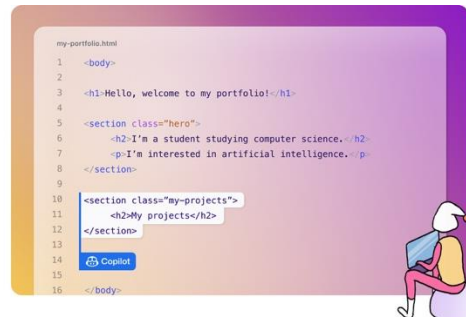 my-portfolio.html
1 <body>
2
3 <h1>Hello, welcome to my portfolio!</h1>
4
5 <section class="hero">
6 <h2>I'm a student studying computer science.</h2>
7 <p>I'm interested in artificial intelligence.</p>
8 </section>
9
10 <section class="my-projects">
11 <h2>My projects</h2>
12 </section>
13
14 Copilot
15
16 </body>